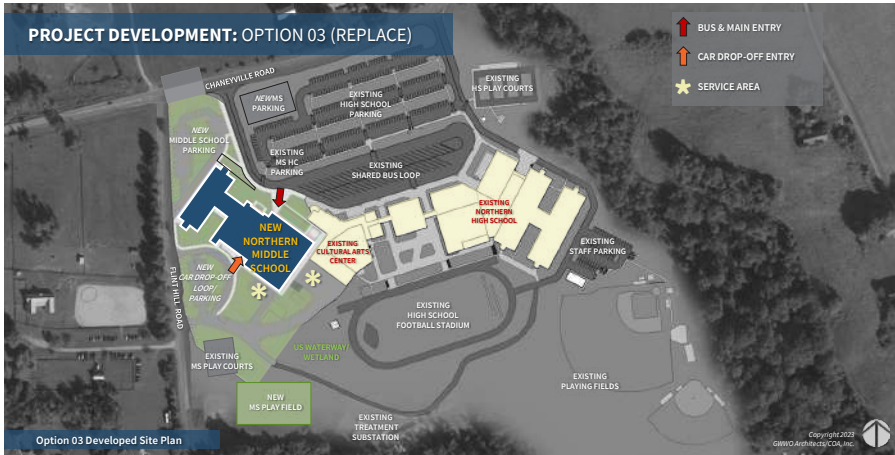 PROJECT DEVELOPMENT: OPTION 03 (REPLACE)
BUS & MAIN ENTRY
CAR DROP-OFF ENTRY
SERVICE AREA
CHANEYVILLE ROAD
NEW MS
PARKING
EXISTING
HIGH SCHOOL
PARKING
EXISTING
HS PLAY COURTS
NEW
MIDDLE SCHOOL
PARKING
EXISTING
MS HC
PARKING
EXISTING
SHARED BUS LOOP
NEW
NORTHERN
MIDDLE
SCHOOL
EXISTING
CULTURAL ARTS
CENTER
EXISTING
NORTHERN
HIGH SCHOOL
EXISTING
STAFF PARKING
NEW
CAR DROP-OFF
LOOP/
PARKING
FLINT HILL ROAD
EXISTING
HIGH SCHOOL
FOOTBALL STADIUM
US WATERWAY/
WETLAND
EXISTING
MS PLAY COURTS
EXISTING
PLAYING FIELDS
NEW
MS PLAY FIELD
EXISTING
TREATMENT
SUBSTATION
Option 03 Developed Site Plan
Copyright 2023
GWWO Architects/COA, Inc.